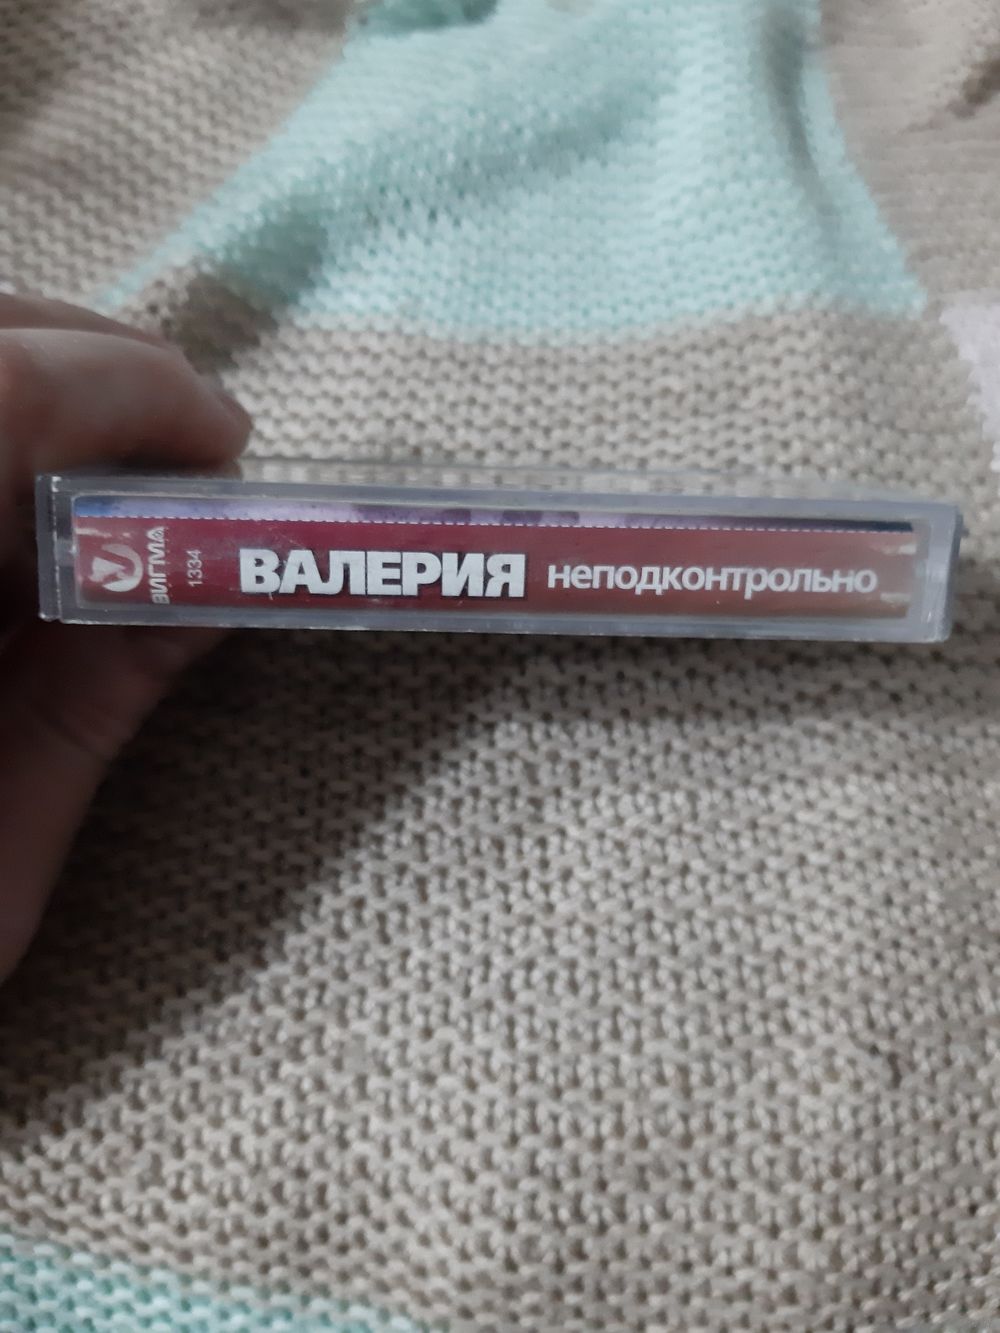 ВИГМА
1334
ВАЛЕРИЯ неподконтрольно